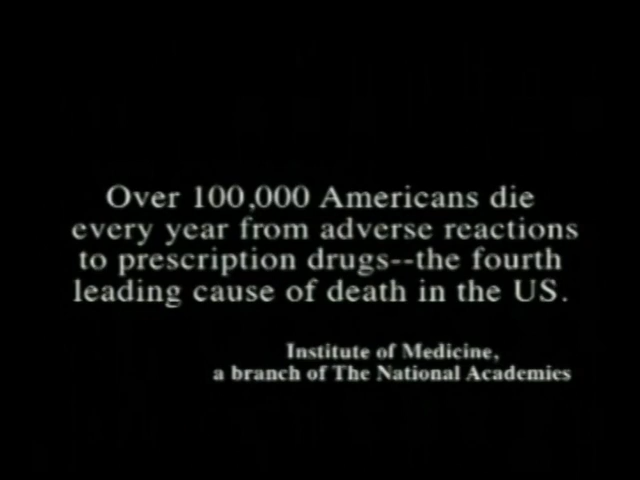 Over 100,000 Americans die
every year from adverse reactions
to prescription drugs--the fourth
leading cause of death in the US.
Institute of Medicine,
a branch of The National Academies